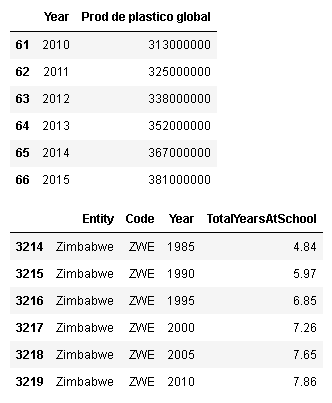 Year Prod de plastico global
61 2010 313000000
62 2011 325000000
63 2012 338000000
64 2013 352000000
65 2014 367000000
66 2015 381000000
Entity Code Year TotalYearsAtSchool
3214 Zimbabwe ZWE 1985 4.84
3215 Zimbabwe ZWE 1990 5.97
3216 Zimbabwe ZWE 1995 6.85
3217 Zimbabwe ZWE 2000 7.26
3218 Zimbabwe ZWE 2005 7.65
3219 Zimbabwe ZWE 2010 7.86